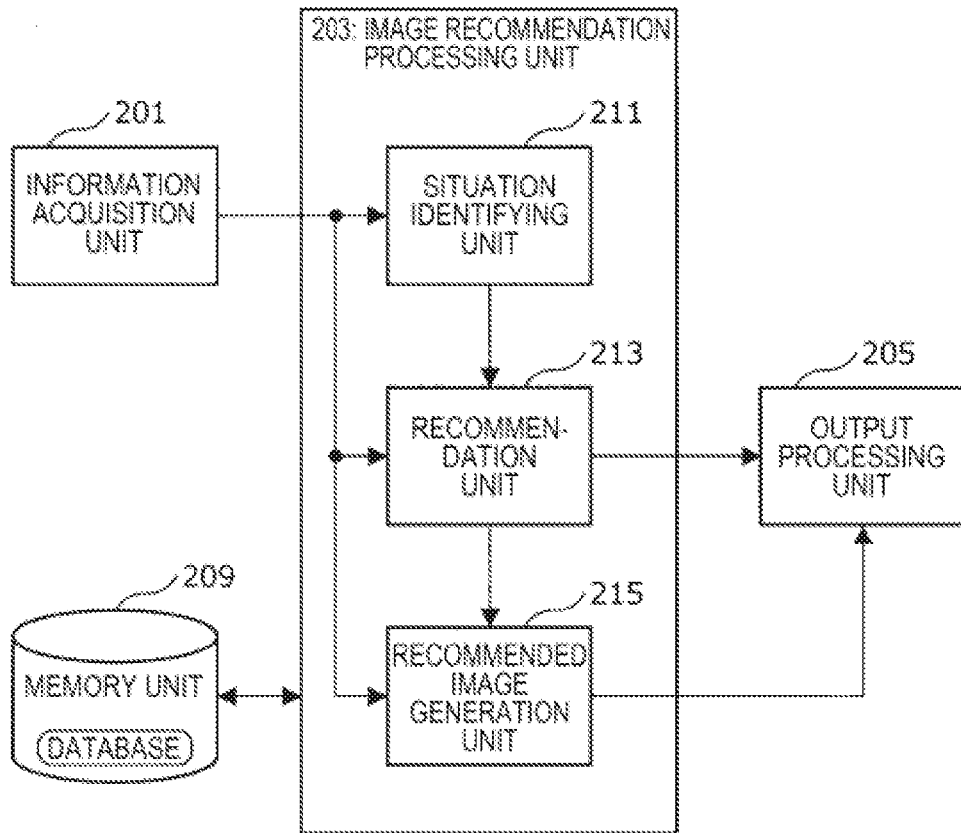 203: IMAGE RECOMMENDATION
PROCESSING UNIT
201
INFORMATION
ACQUISITION
UNIT
211
SITUATION
IDENTIFYING
UNIT
213
RECOMMEN-
DATION
UNIT
205
OUTPUT
PROCESSING
UNIT
209
MEMORY UNIT
DATABASE
215
RECOMMENDED
IMAGE
GENERATION
UNIT